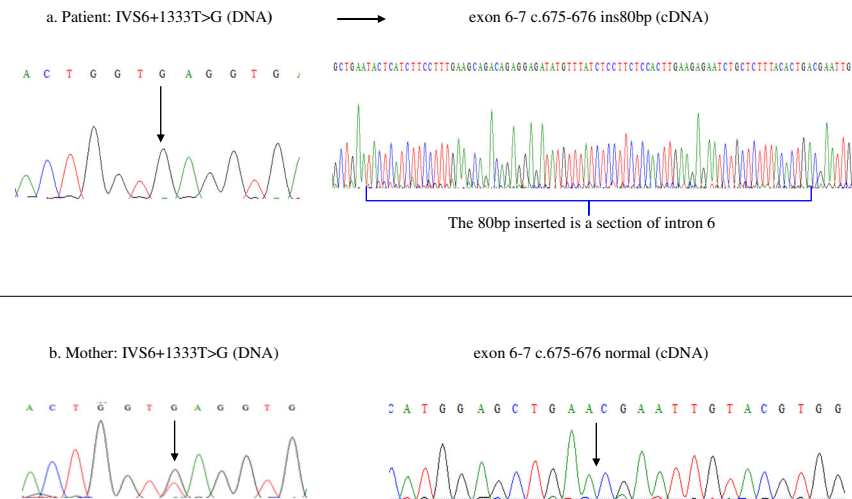 a. Patient: IVS6+1333T>G (DNA)
exon 6-7 c.675-676 ins80bp (cDNA)
A C T G G T G A G G T G A
GCTGAATACTCATCTTCCTTTGAAGCAGACAGAGGAGATATGTTTATCTCCTTCTCCACTTGAAGAGAATCTGCTCTTTACACTGACGAATTG
The 80bp inserted is a section of intron 6
b. Mother: IVS6+1333T>G (DNA)
exon 6-7 c.675-676 normal (cDNA)
A C T G G T G A G G T G
C A T G G A G C T G A A C G A A T T G T A C G T G G